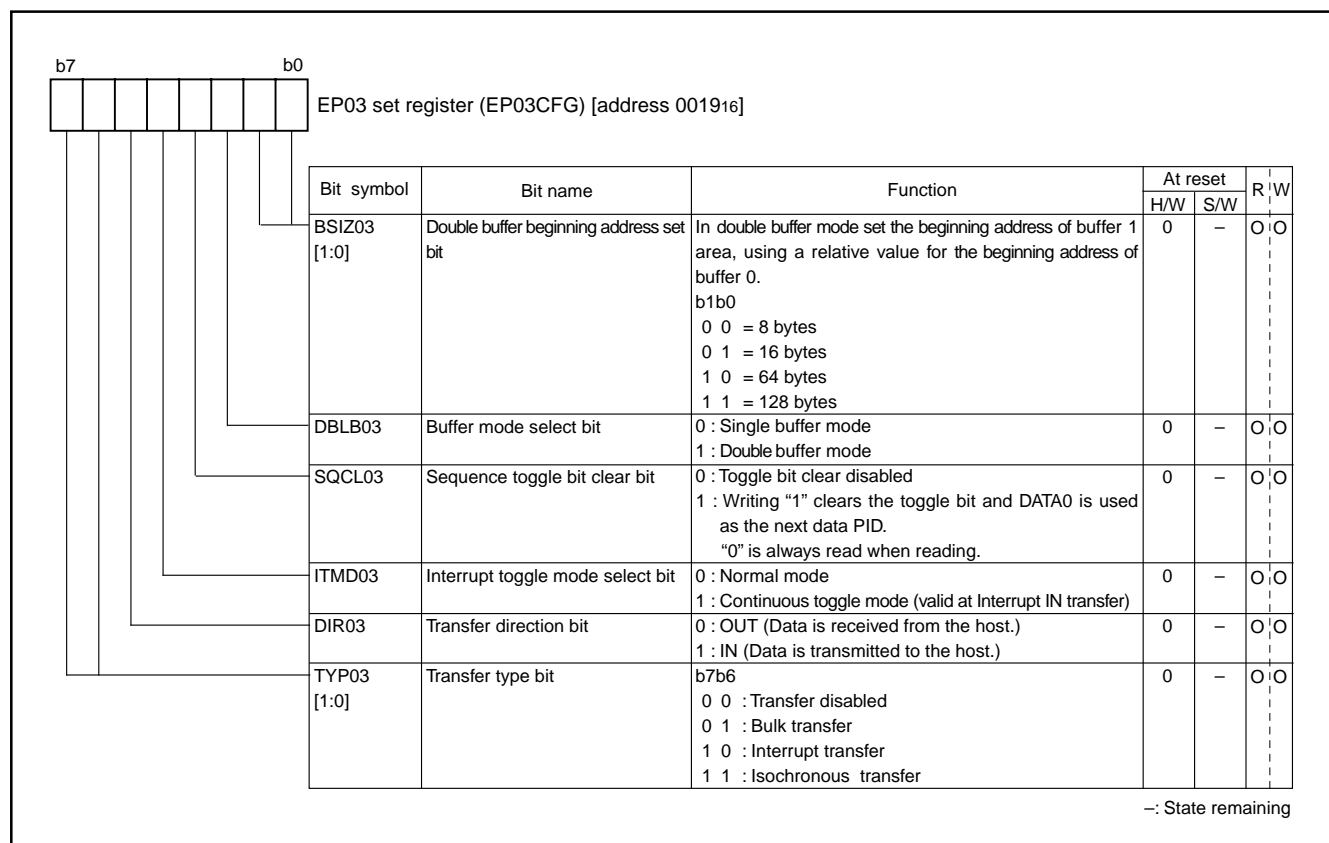 b7 b0
EP03 set register (EP03CFG) [address 001916]
Bit symbol Bit name Function At reset R W
H/W S/W
BSIZ03 Double buffer beginning address set In double buffer mode set the beginning address of buffer 1 0 – O O
[1:0] bit area, using a relative value for the beginning address of
buffer 0.
b1b0
0 0 = 8 bytes
0 1 = 16 bytes
1 0 = 64 bytes
1 1 = 128 bytes
DBLB03 Buffer mode select bit 0 : Single buffer mode 0 – O O
1 : Double buffer mode
SQCL03 Sequence toggle bit clear bit 0 : Toggle bit clear disabled 0 – O O
1 : Writing “1” clears the toggle bit and DATA0 is used
as the next data PID.
“0” is always read when reading.
ITMD03 Interrupt toggle mode select bit 0 : Normal mode 0 – O O
1 : Continuous toggle mode (valid at Interrupt IN transfer)
DIR03 Transfer direction bit 0 : OUT (Data is received from the host.) 0 – O O
1 : IN (Data is transmitted to the host.)
TYP03 Transfer type bit b7b6 0 – O O
[1:0] 0 0 : Transfer disabled
0 1 : Bulk transfer
1 0 : Interrupt transfer
1 1 : Isochronous transfer
–: State remaining